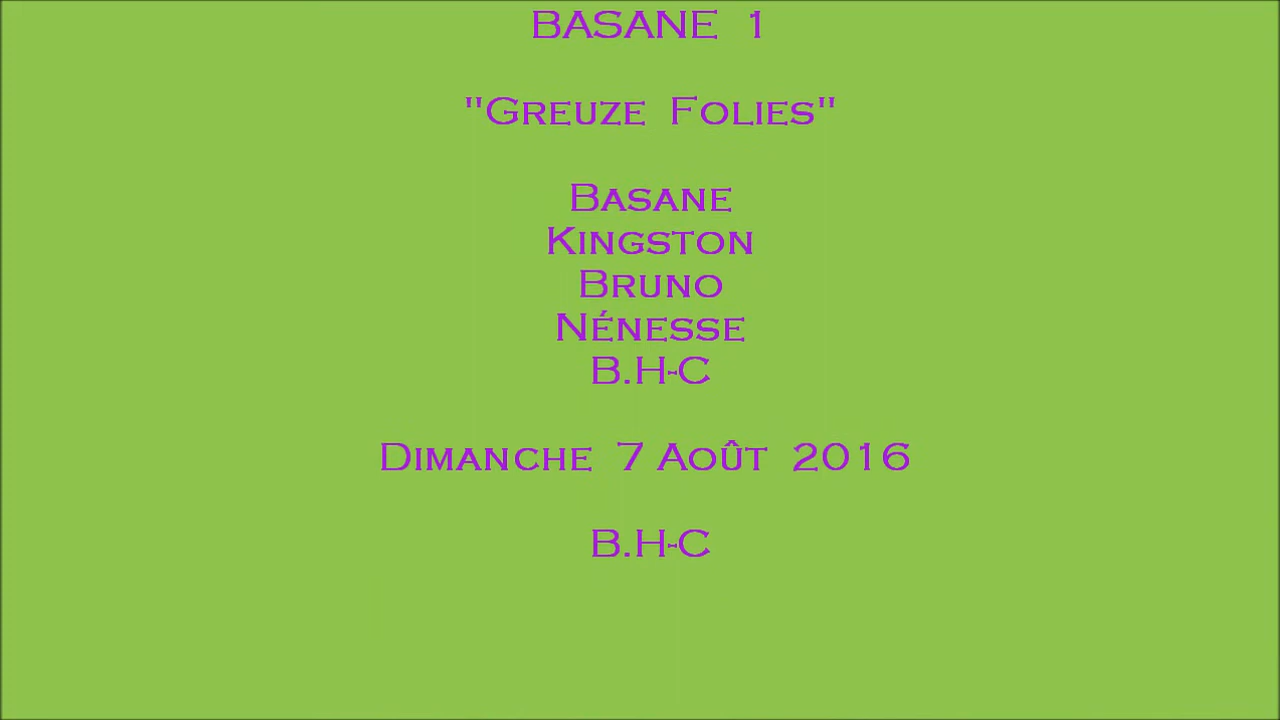 BASANE 1
"Greuze Folies"
Basane
Kingston
Bruno
Nénesse
B.H-C
Dimanche 7 Août 2016
B.H-C